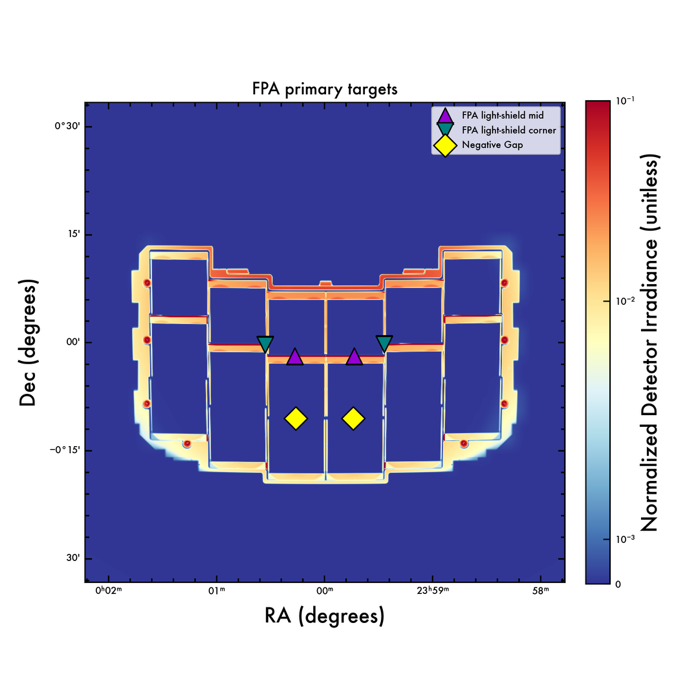 FPA primary targets
FPA light-shield mid
FPA light-shield corner
Negative Gap
0°30'
15'
00'
−0°15'
30'
Dec (degrees)
0ʰ02ᵐ
01ᵐ
00ᵐ
23ʰ59ᵐ
58ᵐ
RA (degrees)
10⁻¹
10⁻²
10⁻³
0
Normalized Detector Irradiance (unitless)